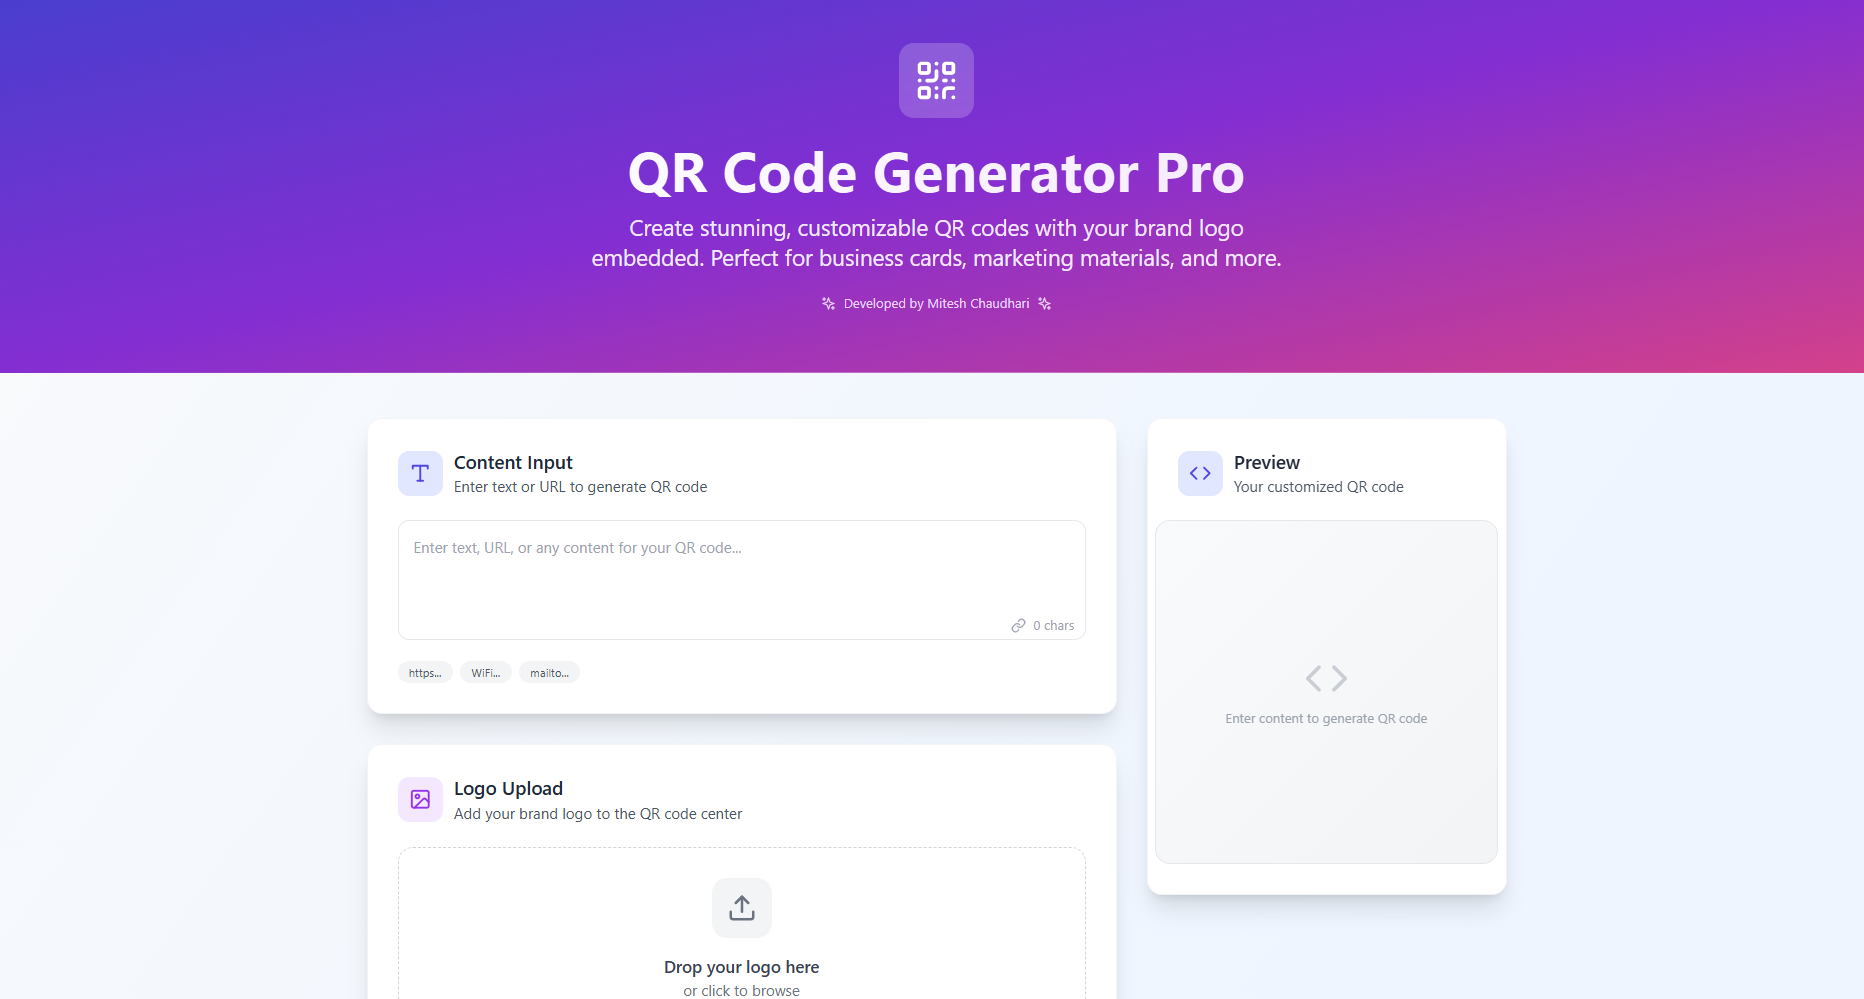 QR Code Generator Pro
Create stunning, customizable QR codes with your brand logo
embedded. Perfect for business cards, marketing materials, and more.
Developed by Mitesh Chaudhari
Content Input
Enter text or URL to generate QR code
Enter text, URL, or any content for your QR code...
0 chars
https...
WiFi...
mailto...
Logo Upload
Add your brand logo to the QR code center
Drop your logo here
or click to browse
Preview
Your customized QR code
Enter content to generate QR code